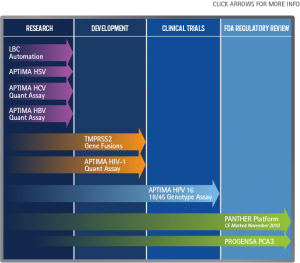 CLICK ARROWS FOR MORE INFO
RESEARCH
DEVELOPMENT
CLINICAL TRIALS
FDA REGULATORY REVIEW
LBC
Automation
APTIMA HSV
APTIMA HCV
Quant Assay
APTIMA HBV
Quant Assay
TMPRSS2
Gene Fusions
APTIMA HIV-1
Quant Assay
APTIMA HPV 16
18/45 Genotype Assay
PANTHER Platform
CE Marked November 2010
PROGENSA PCA3